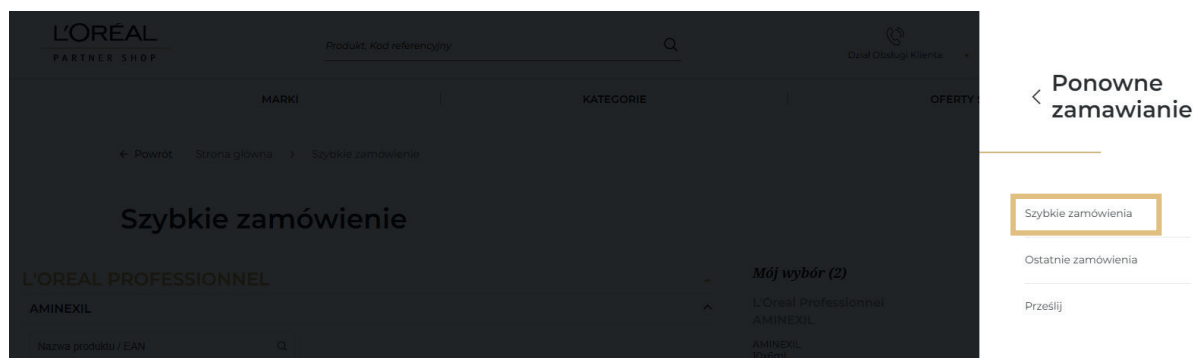 L'ORÉAL
PARTNER SHOP
Produkt, Kod referencyjny
Dział Obsługi Klienta
MARKI
KATEGORIE
OFERTY
← Powrót Strona główna > Szybkie zamówienie
Szybkie zamówienie
L'OREAL PROFESSIONNEL
AMINEXIL
Nazwa produktu / EAN
Mój wybór (2)
L'Oreal Professionnel
AMINEXIL
AMINEXIL
Ponowne
zamawianie
Szybkie zamówienia
Ostatnie zamówienia
Prześlij